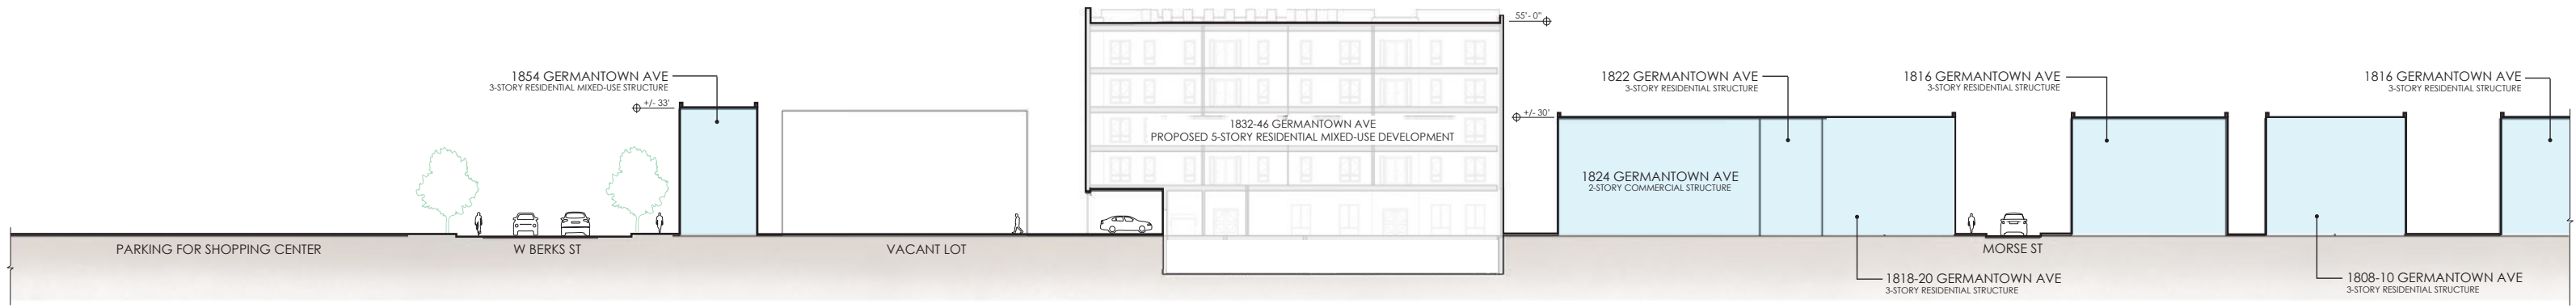 1854 GERMANTOWN AVE
3-STORY RESIDENTIAL MIXED-USE STRUCTURE
+/- 33'
55'- 0"
1832-46 GERMANTOWN AVE
PROPOSED 5-STORY RESIDENTIAL MIXED-USE DEVELOPMENT
+/- 30'
1822 GERMANTOWN AVE
3-STORY RESIDENTIAL STRUCTURE
1816 GERMANTOWN AVE
3-STORY RESIDENTIAL STRUCTURE
1816 GERMANTOWN AVE
3-STORY RESIDENTIAL STRUCTURE
1824 GERMANTOWN AVE
2-STORY COMMERCIAL STRUCTURE
PARKING FOR SHOPPING CENTER
W BERKS ST
VACANT LOT
MORSE ST
1818-20 GERMANTOWN AVE
3-STORY RESIDENTIAL STRUCTURE
1808-10 GERMANTOWN AVE
3-STORY RESIDENTIAL STRUCTURE